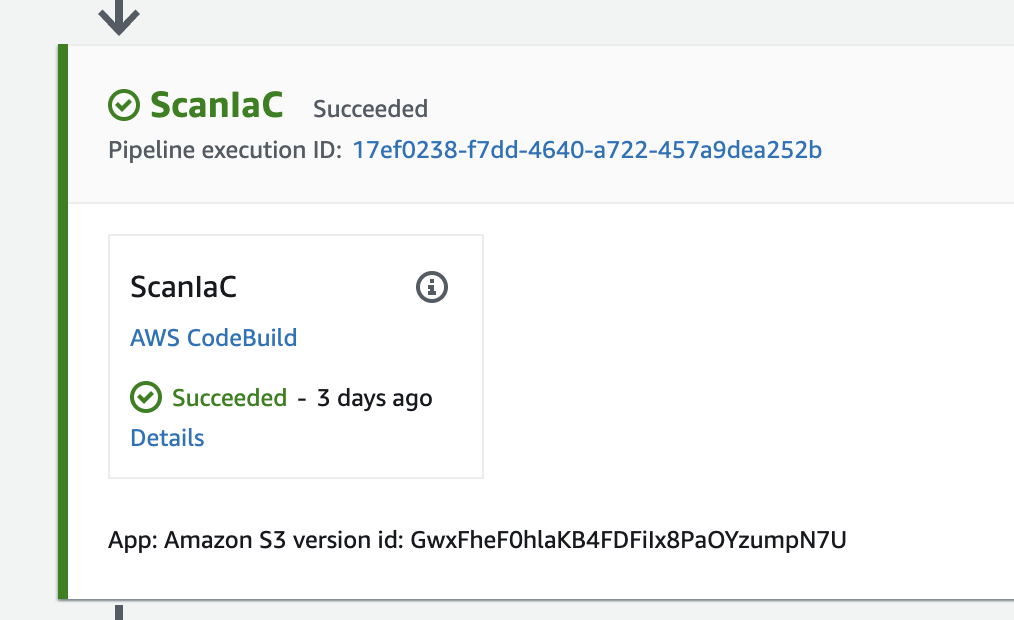 ScanIaC Succeeded
Pipeline execution ID: 17ef0238-f7dd-4640-a722-457a9dea252b
ScanIaC
AWS CodeBuild
Succeeded - 3 days ago
Details
App: Amazon S3 version id: GwxFheF0hlaKB4FDFiIx8PaOYzumpN7U